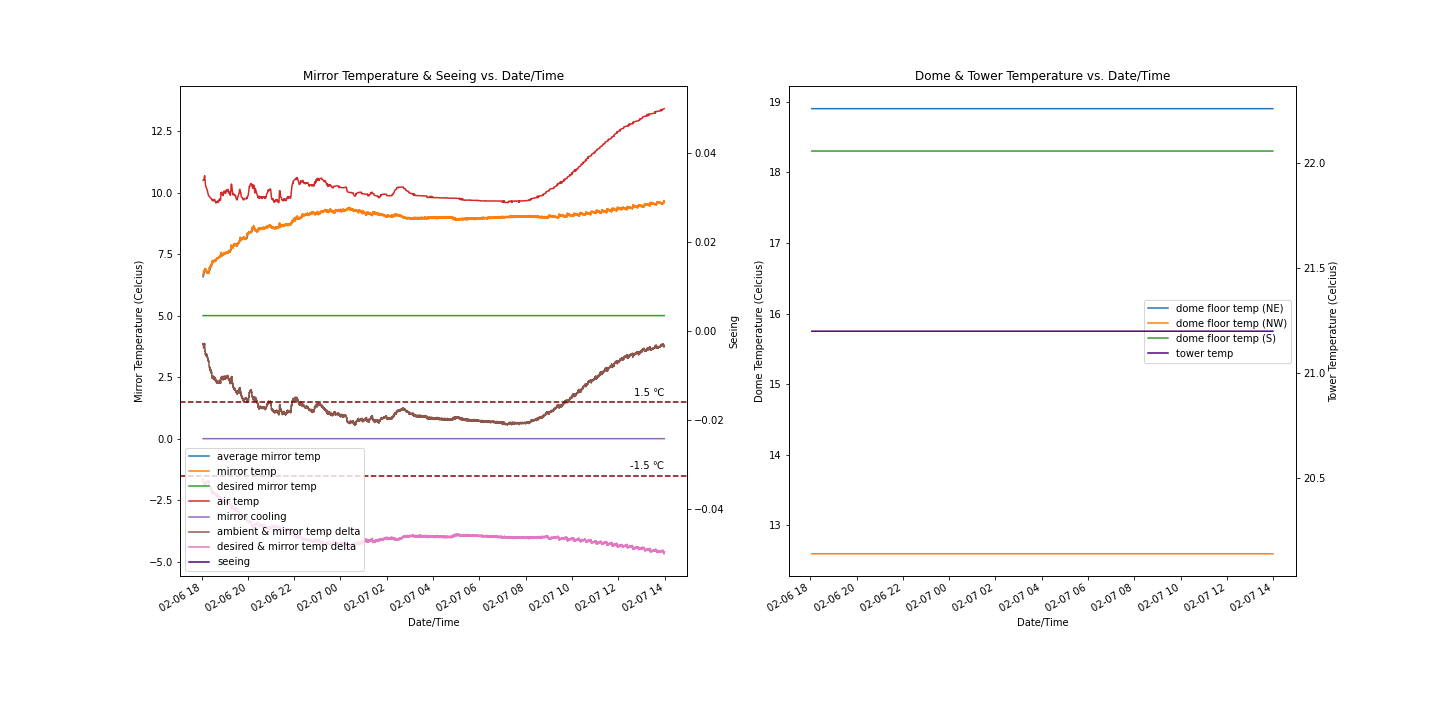 Mirror Temperature & Seeing vs. Date/Time
12.5
10.0
7.5
5.0
2.5
0.0
−2.5
−5.0
Mirror Temperature (Celcius)
0.04
0.02
0.00
−0.02
−0.04
Seeing
1.5 °C
-1.5 °C
average mirror temp
mirror temp
desired mirror temp
air temp
mirror cooling
ambient & mirror temp delta
desired & mirror temp delta
seeing
02-06 18
02-06 20
02-06 22
02-07 00
02-07 02
02-07 04
02-07 06
02-07 08
02-07 10
02-07 12
02-07 14
Date/Time
Dome & Tower Temperature vs. Date/Time
19
18
17
16
15
14
13
Dome Temperature (Celcius)
22.0
21.5
21.0
20.5
Tower Temperature (Celcius)
dome floor temp (NE)
dome floor temp (NW)
dome floor temp (S)
tower temp
02-06 18
02-06 20
02-06 22
02-07 00
02-07 02
02-07 04
02-07 06
02-07 08
02-07 10
02-07 12
02-07 14
Date/Time